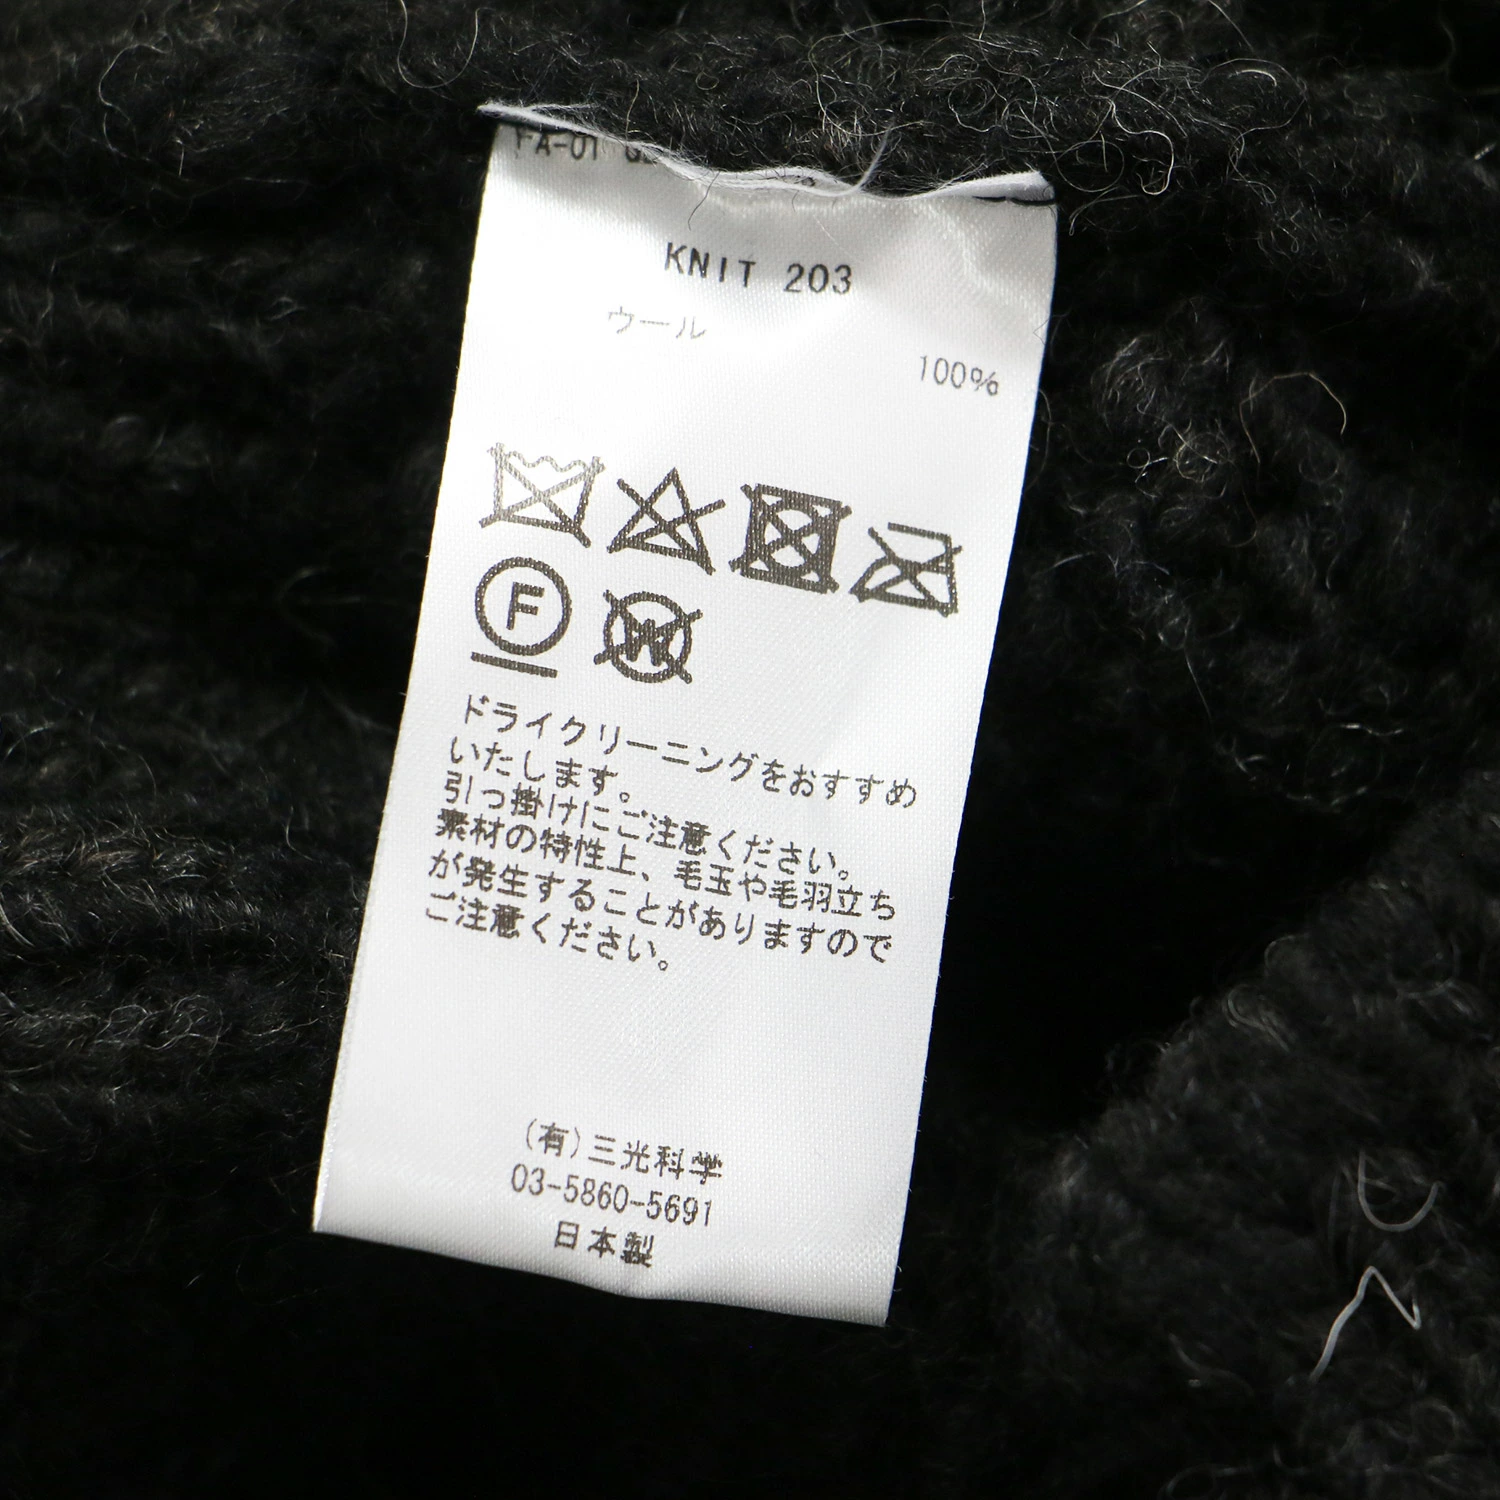 KNIT 203
ウール
100%
F
W
ドライクリーニングをおすすめ
いたします。
引っ掛けにご注意ください。
素材の特性上、毛玉や毛羽立ち
が発生することがありますので
ご注意ください。
(有)三光科学
03-5860-5691
日本製